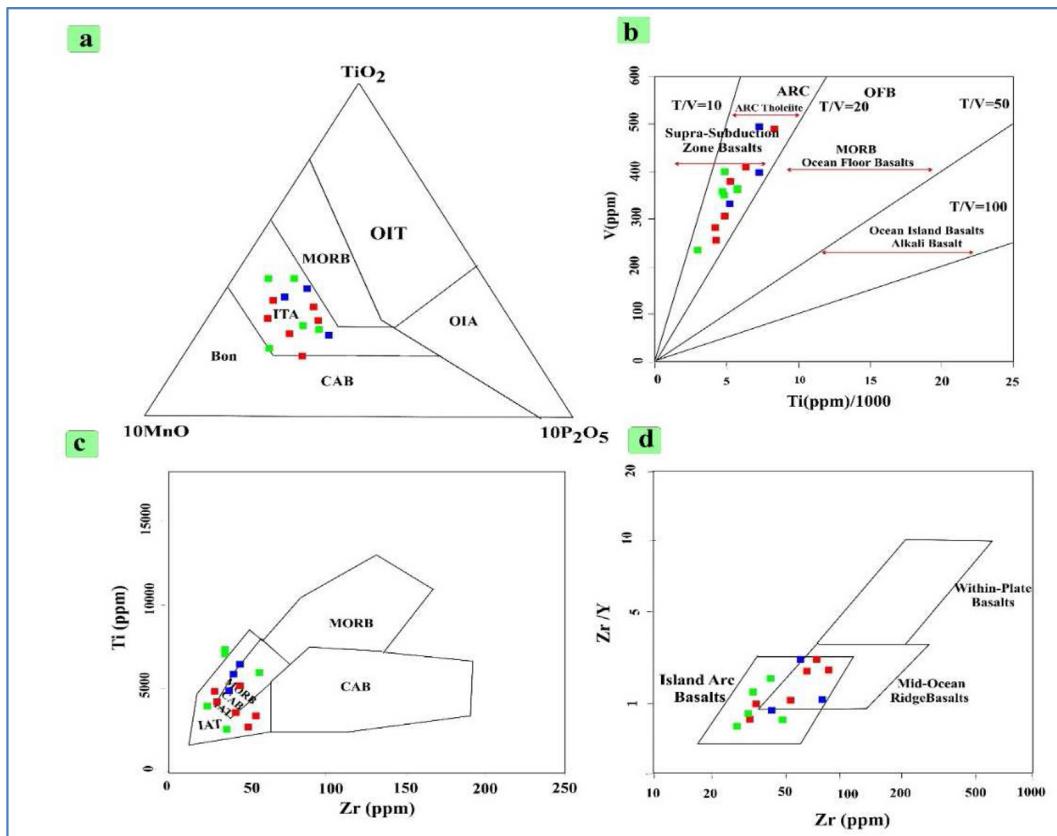 a
TiO2
OIT
MORB
ITA
OIA
Bon
CAB
10MnO
10P2O5
b
600
500
400
300
200
100
0
V(ppm)
T/V=10
ARC
OFB
ARC Tholeiite
T/V=20
T/V=50
Supra-Subduction
Zone Basalts
MORB
Ocean Floor Basalts
T/V=100
Ocean Island Basalts
Alkali Basalt
0
5
10
15
20
25
Ti(ppm)/1000
c
15000
10000
5000
0
Ti (ppm)
MORB
CAB
MORB
CAB
IAT
0
50
100
150
200
250
Zr (ppm)
d
20
10
5
1
Zr /Y
Within-Plate
Basalts
Island Arc
Basalts
Mid-Ocean
RidgeBasalts
10
20
50
100
500
1000
Zr (ppm)